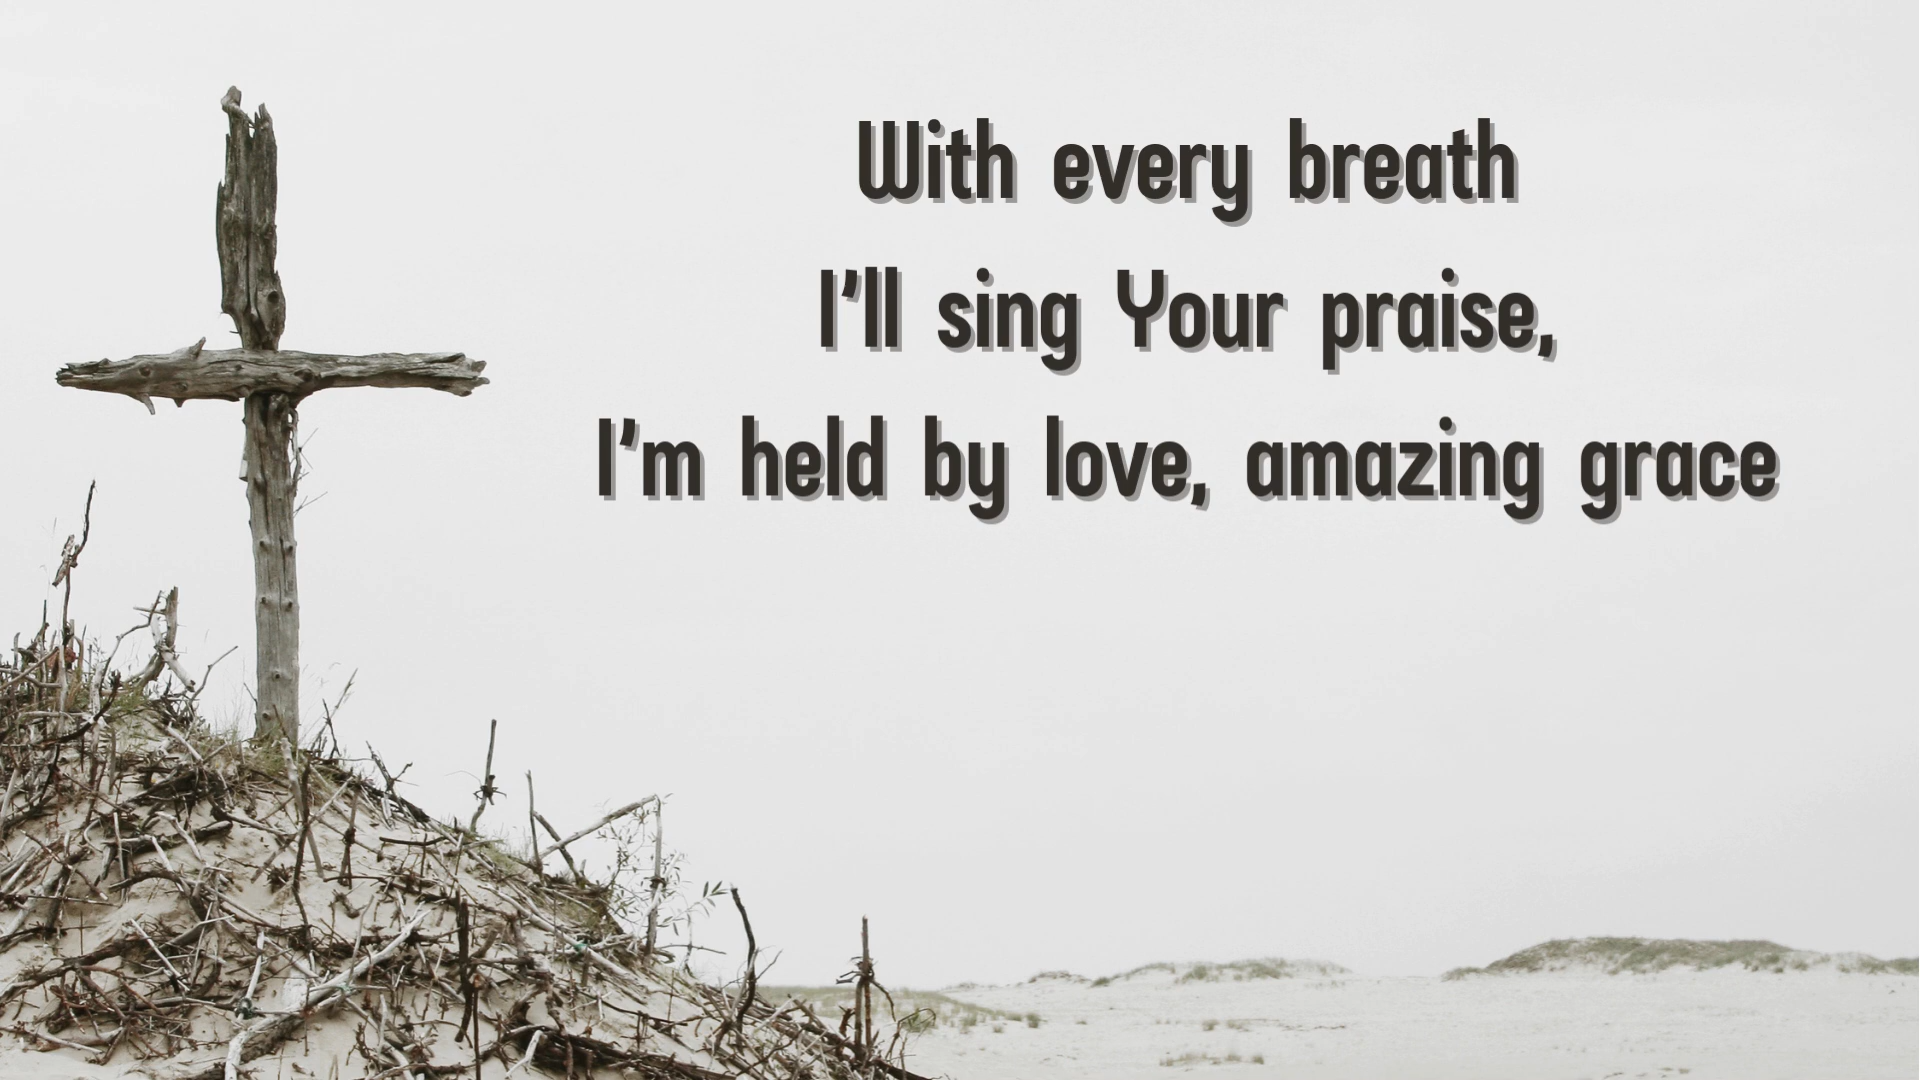 With every breath
I'll sing Your praise,
I'm held by love, amazing grace